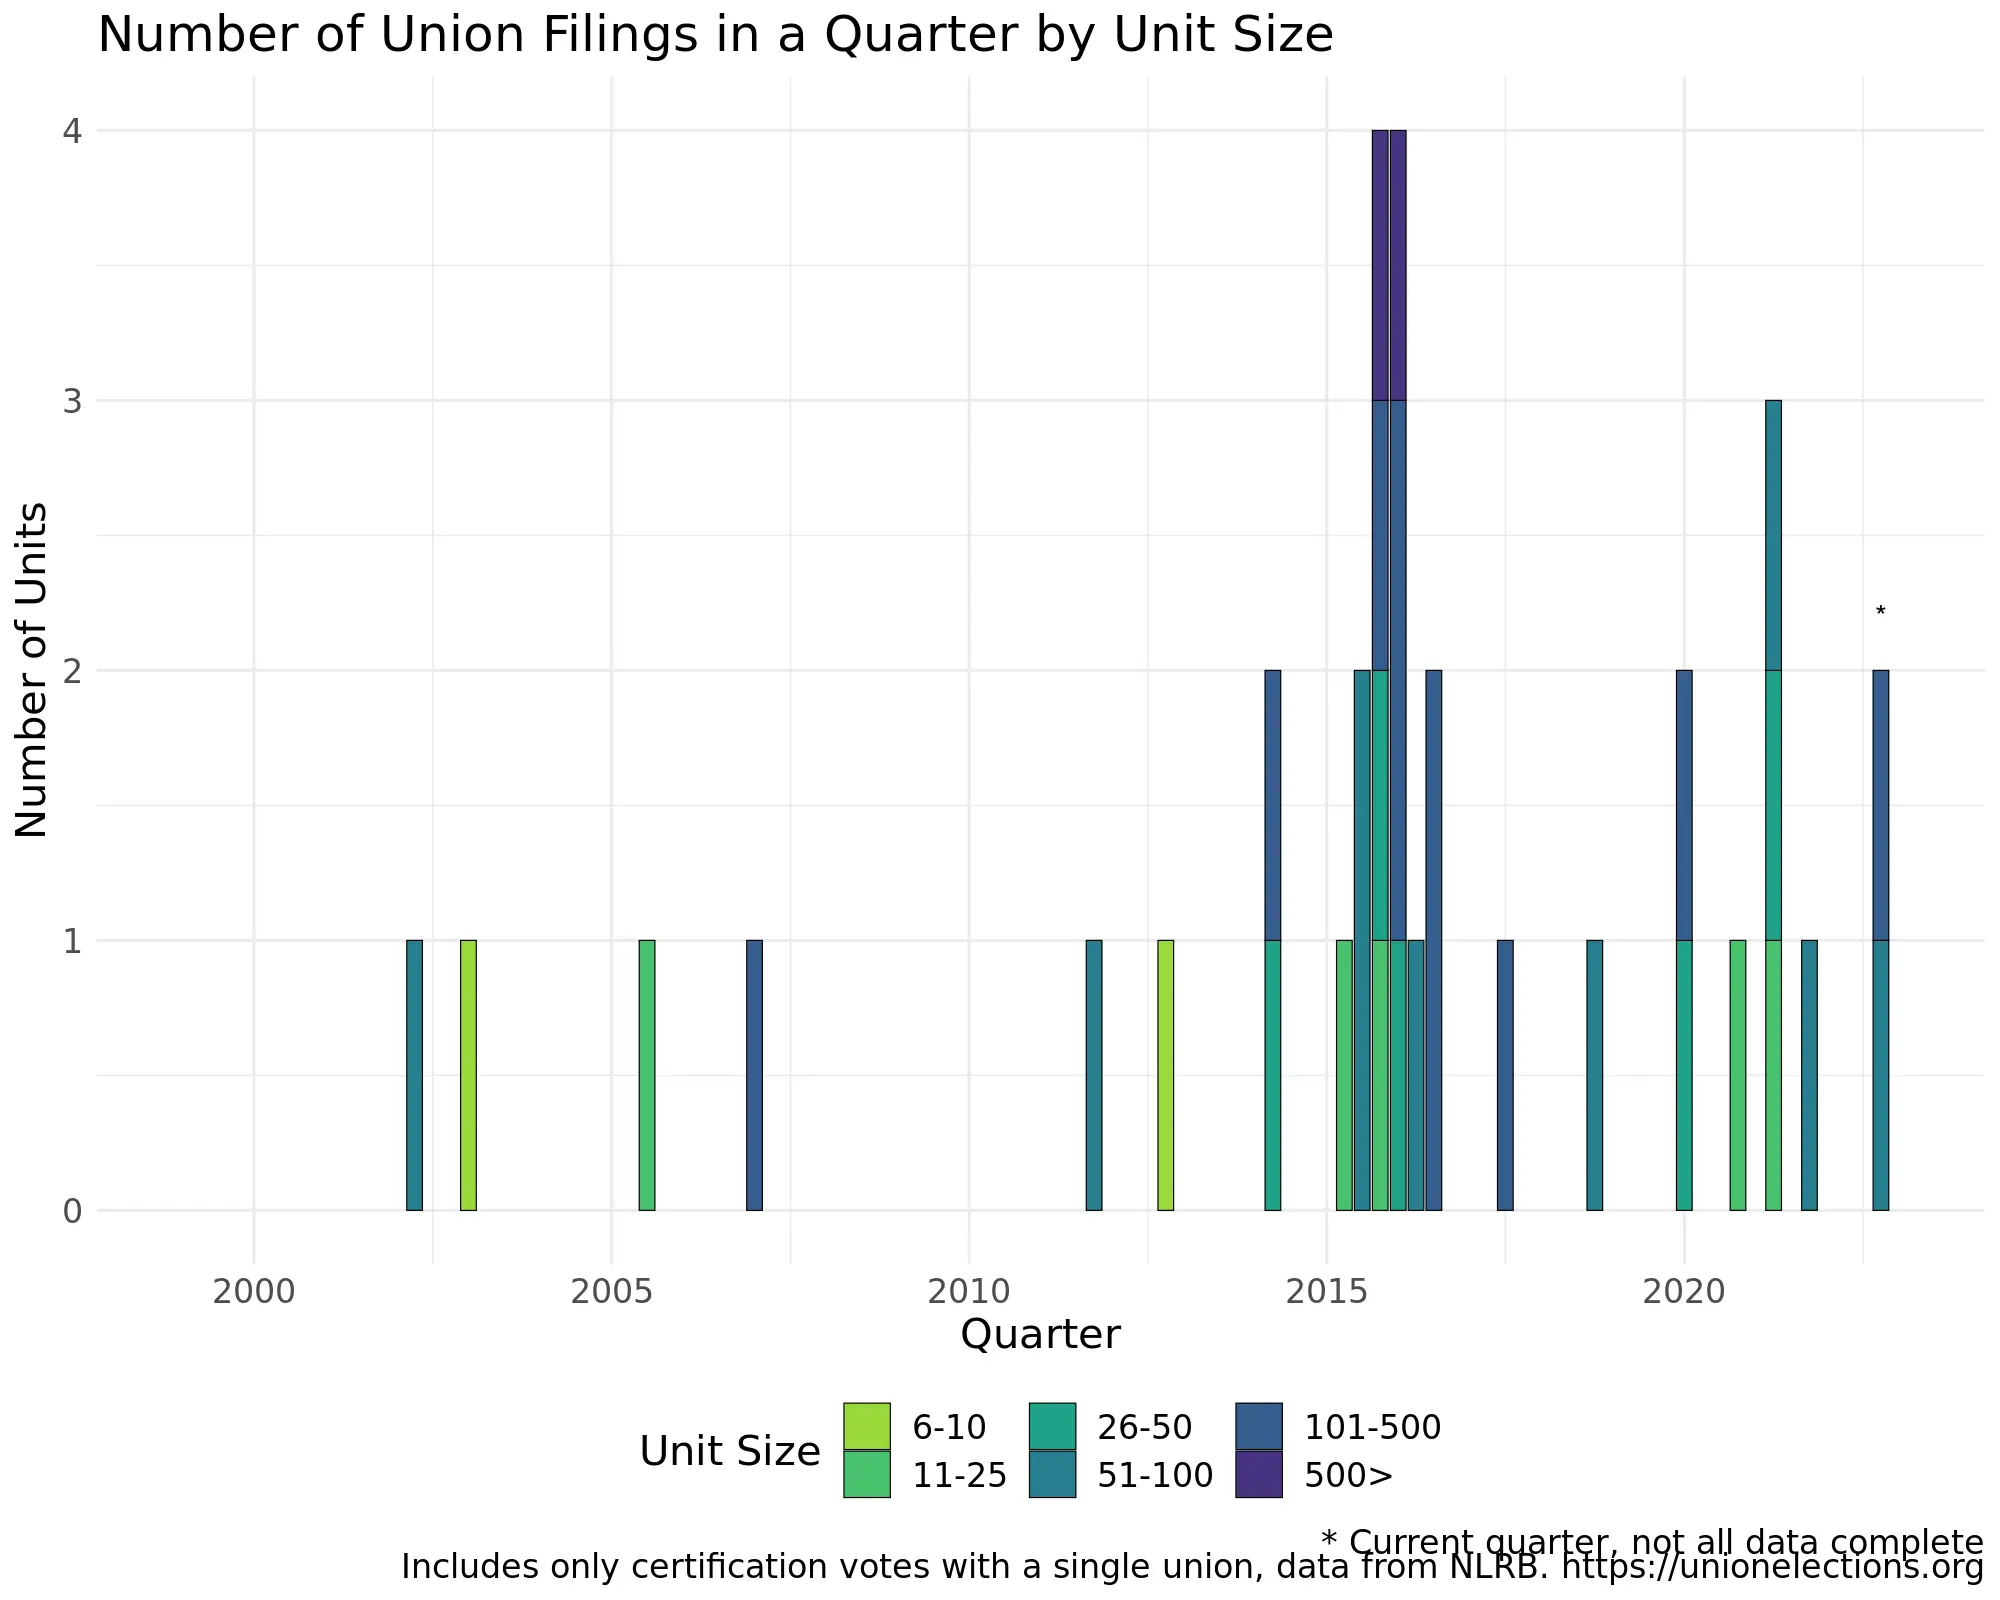 Number of Union Filings in a Quarter by Unit Size
Number of Units
4
3
2
1
0
*
2000 2005 2010 2015 2020
Quarter
Unit Size
6-10 26-50 101-500
11-25 51-100 500>
* Current quarter, not all data complete
Includes only certification votes with a single union, data from NLRB. https://unionelections.org